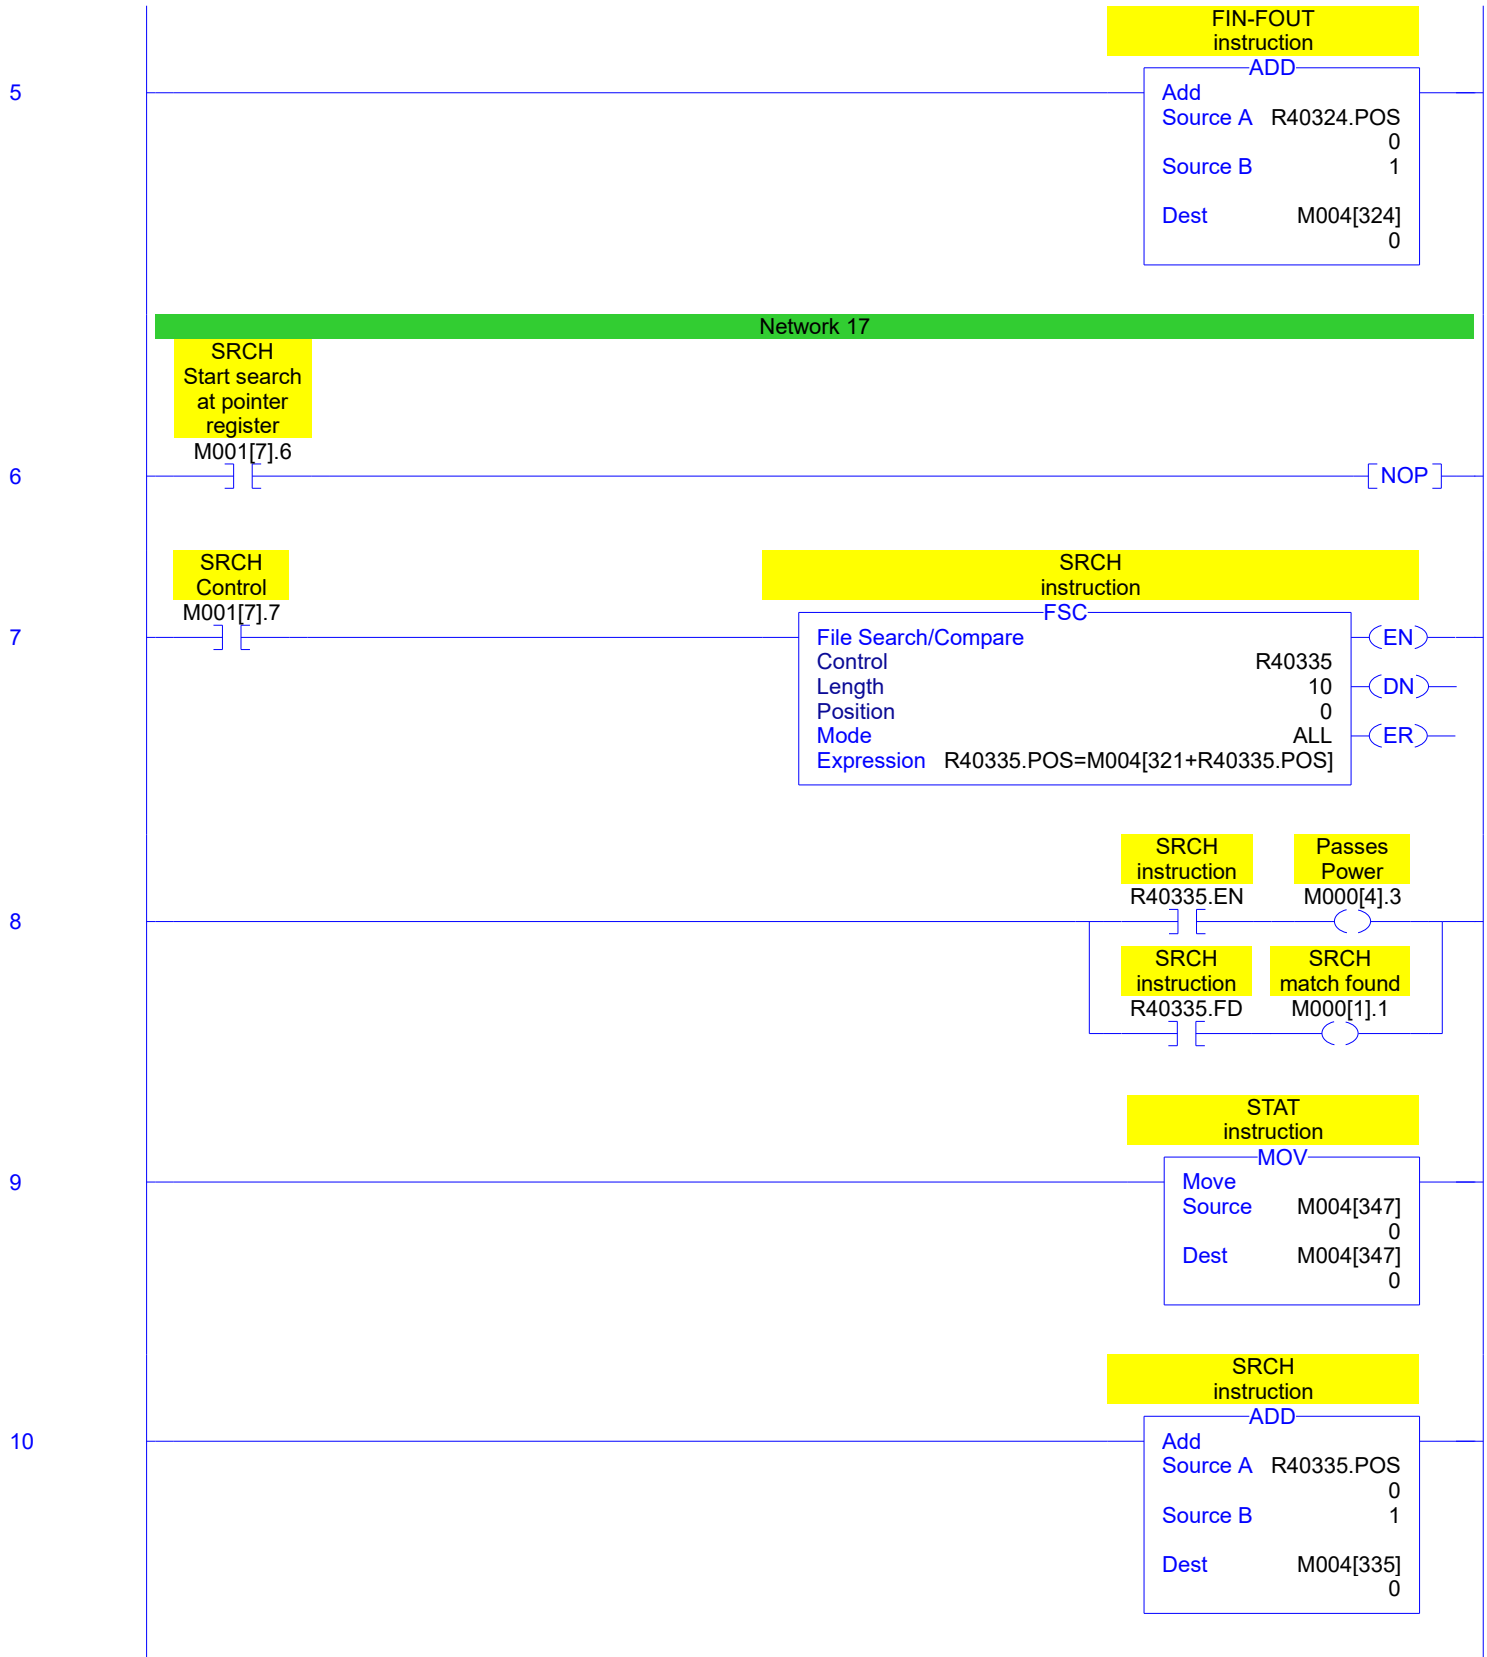 FIN-FOUT
instruction
ADD
5
Add
Source A R40324.POS
0
Source B 1
Dest M004[324]
0
Network 17
SRCH
Start search
at pointer
register
M001[7].6
6
NOP
SRCH
Control
M001[7].7
SRCH
instruction
FSC
7
File Search/Compare
EN
Control R40335
Length 10
DN
Position 0
Mode ALL
ER
Expression R40335.POS=M004[321+R40335.POS]
SRCH
instruction
R40335.EN
Passes
Power
M000[4].3
8
SRCH
instruction
R40335.FD
SRCH
match found
M000[1].1
STAT
instruction
MOV
9
Move
Source M004[347]
0
Dest M004[347]
0
SRCH
instruction
ADD
10
Add
Source A R40335.POS
0
Source B 1
Dest M004[335]
0